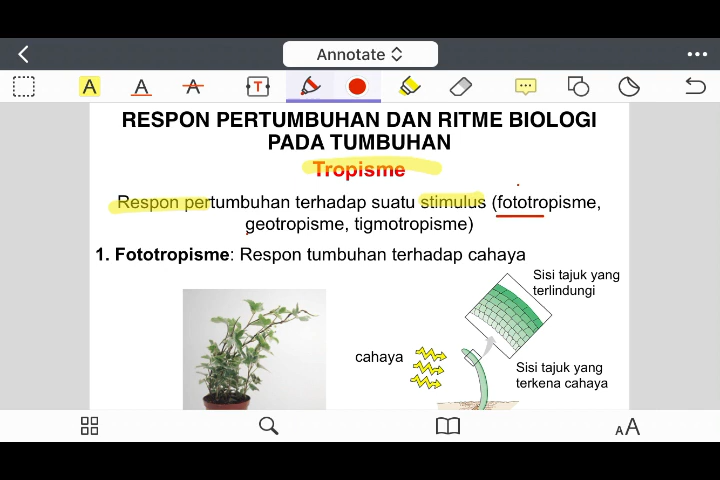 Annotate
A
A
A
T
RESPON PERTUMBUHAN DAN RITME BIOLOGI
PADA TUMBUHAN
Tropisme
Respon pertumbuhan terhadap suatu stimulus (fototropisme,
geotropisme, tigmotropisme)
1. Fototropisme: Respon tumbuhan terhadap cahaya
Sisi tajuk yang
terlindungi
cahaya
Sisi tajuk yang
terkena cahaya
AA